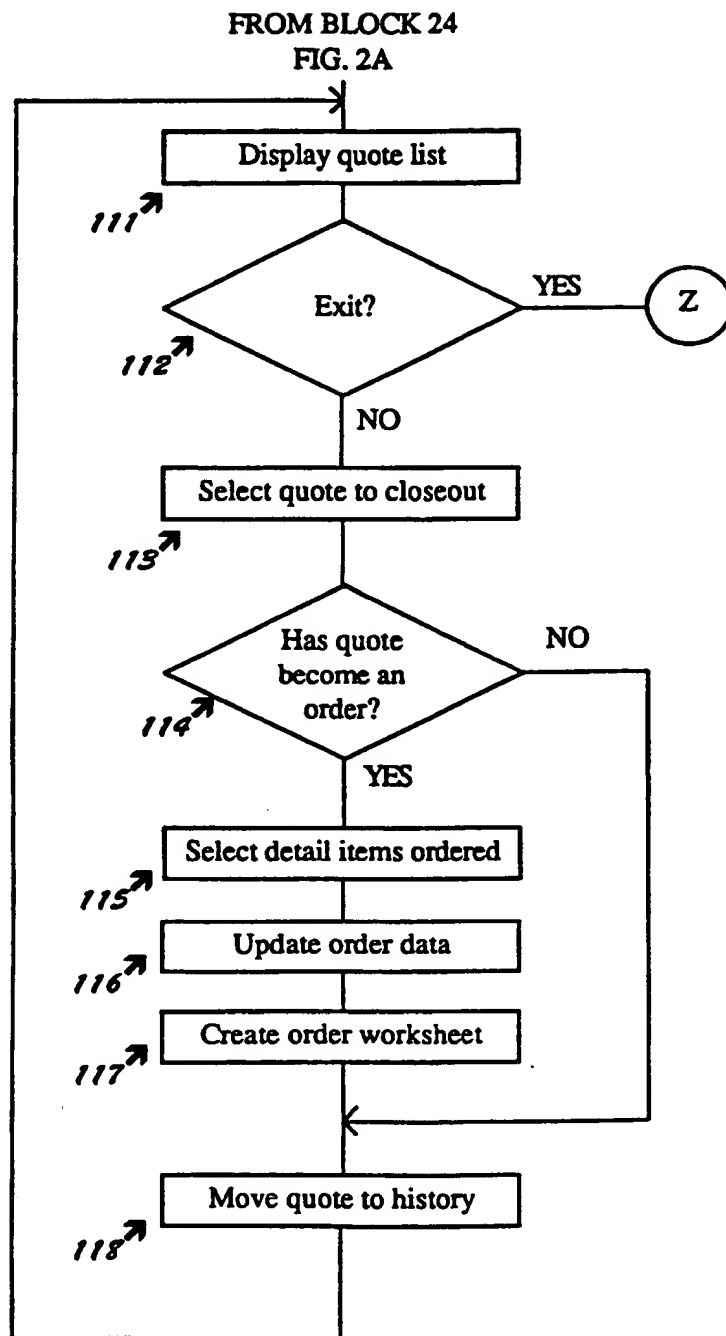 FROM BLOCK 24
FIG. 2A
Display quote list
111
Exit?
YES
Z
112
NO
Select quote to closeout
113
Has quote
become an
order?
NO
114
YES
Select detail items ordered
115
Update order data
116
Create order worksheet
117
Move quote to history
118